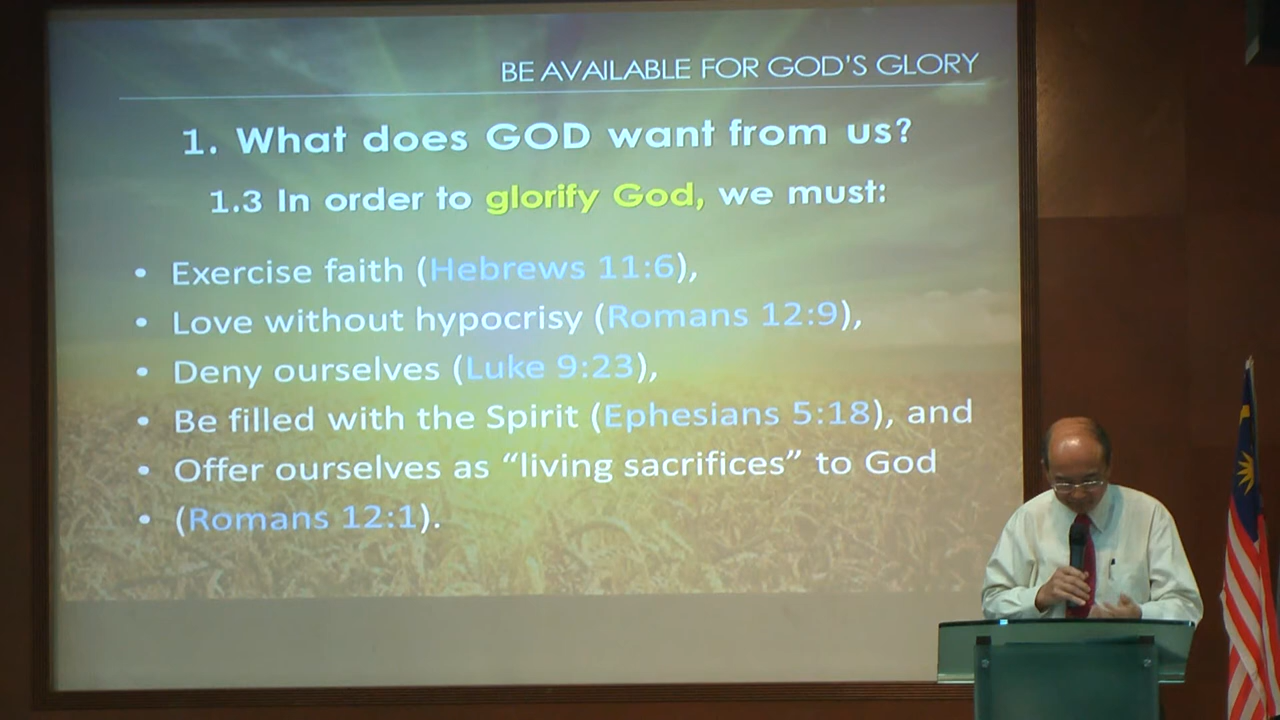 BE AVAILABLE FOR GOD'S GLORY
1. What does GOD want from us?
1.3 In order to glorify God, we must:
• Exercise faith (Hebrews 11:6),
• Love without hypocrisy (Romans 12:9),
• Deny ourselves (Luke 9:23),
• Be filled with the Spirit (Ephesians 5:18), and
• Offer ourselves as “living sacrifices” to God
• (Romans 12:1).